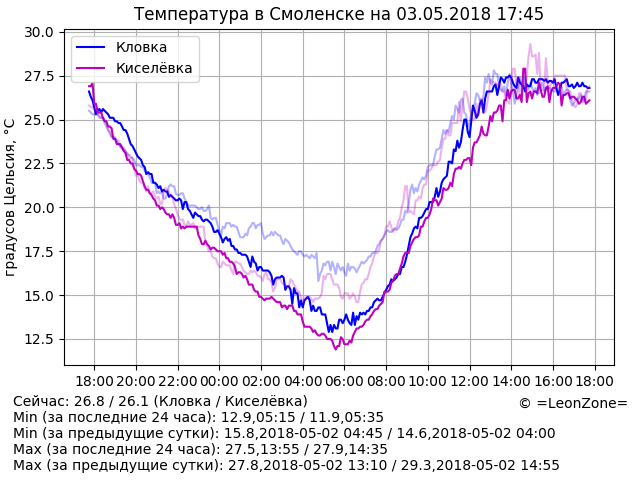 Температура в Смоленске на 03.05.2018 17:45
Кловка
Киселёвка
градусов Цельсия, °C
30.0
27.5
25.0
22.5
20.0
17.5
15.0
12.5
18:00 20:00 22:00 00:00 02:00 04:00 06:00 08:00 10:00 12:00 14:00 16:00 18:00
Сейчас: 26.8 / 26.1 (Кловка / Киселёвка)
© =LeonZone=
Min (за последние 24 часа): 12.9,05:15 / 11.9,05:35
Min (за предыдущие сутки): 15.8,2018-05-02 04:45 / 14.6,2018-05-02 04:00
Max (за последние 24 часа): 27.5,13:55 / 27.9,14:35
Max (за предыдущие сутки): 27.8,2018-05-02 13:10 / 29.3,2018-05-02 14:55